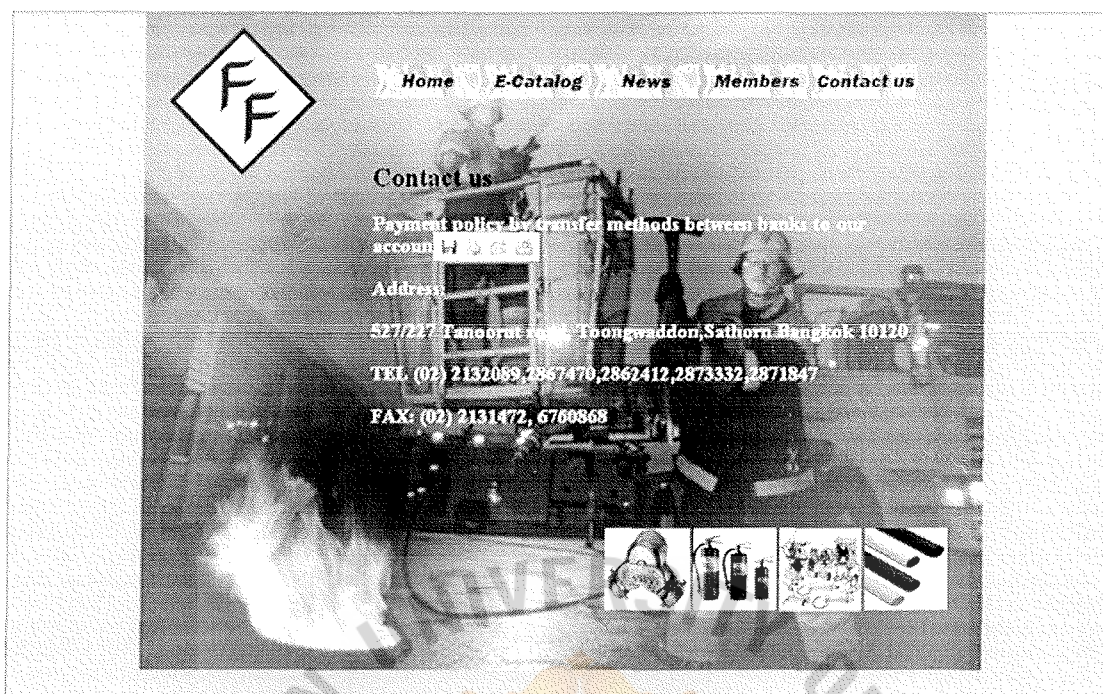 FF
Home E-Catalog News Members Contact us
Contact us
Payment policy by transfer methods between banks to our
accoun
Address
527/227 Tanoorut Toongwaddon,Sathorn Bangkok 10120
TEL (02) 2132089,2867470,2862412,2873332,2871847
FAX: (02) 2131472, 6760868